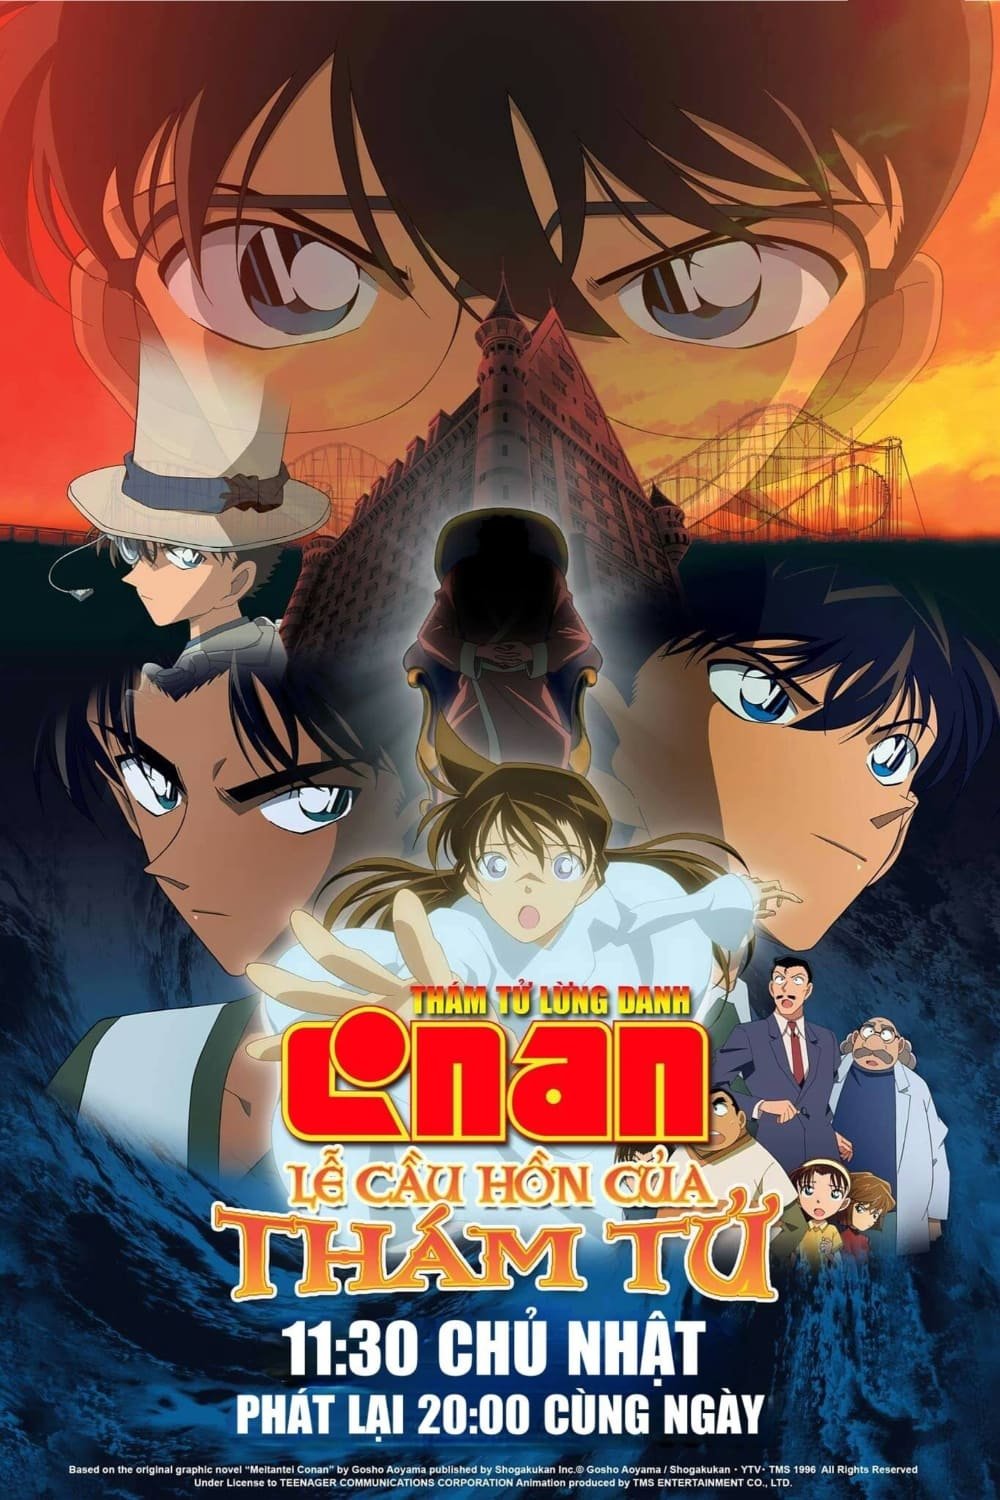 THÁM TỬ LỪNG DANH
Conan
LỄ CẦU HỒN CỦA
THÁM TỬ
11:30 CHỦ NHẬT
PHÁT LẠI 20:00 CÙNG NGÀY
Based on the original graphic novel “Meitantei Conan” by Gosho Aoyama published by Shogakukan Inc.© Gosho Aoyama / Shogakukan・YTV・TMS 1996 All Rights Reserved
Under License to TEENAGER COMMUNICATIONS CORPORATION Animation produced by TMS ENTERTAINMENT CO., LTD.